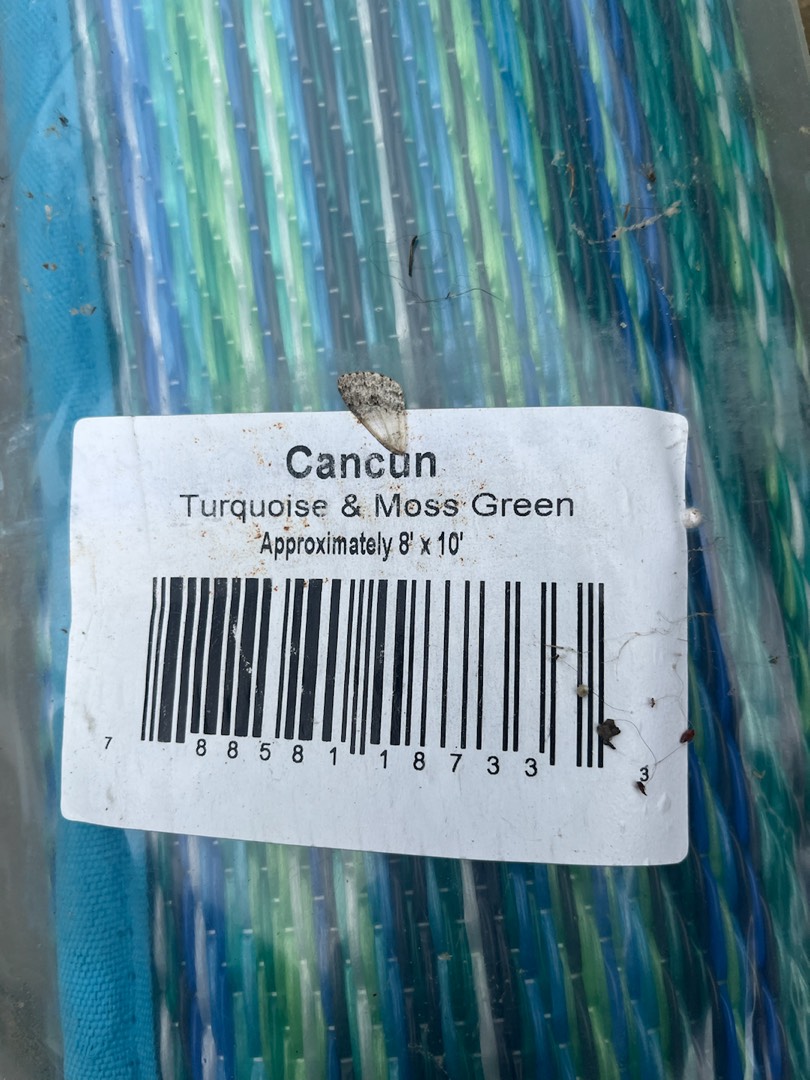 Cancun
Turquoise & Moss Green
Approximately 8' x 10'
7 88581 18733 3